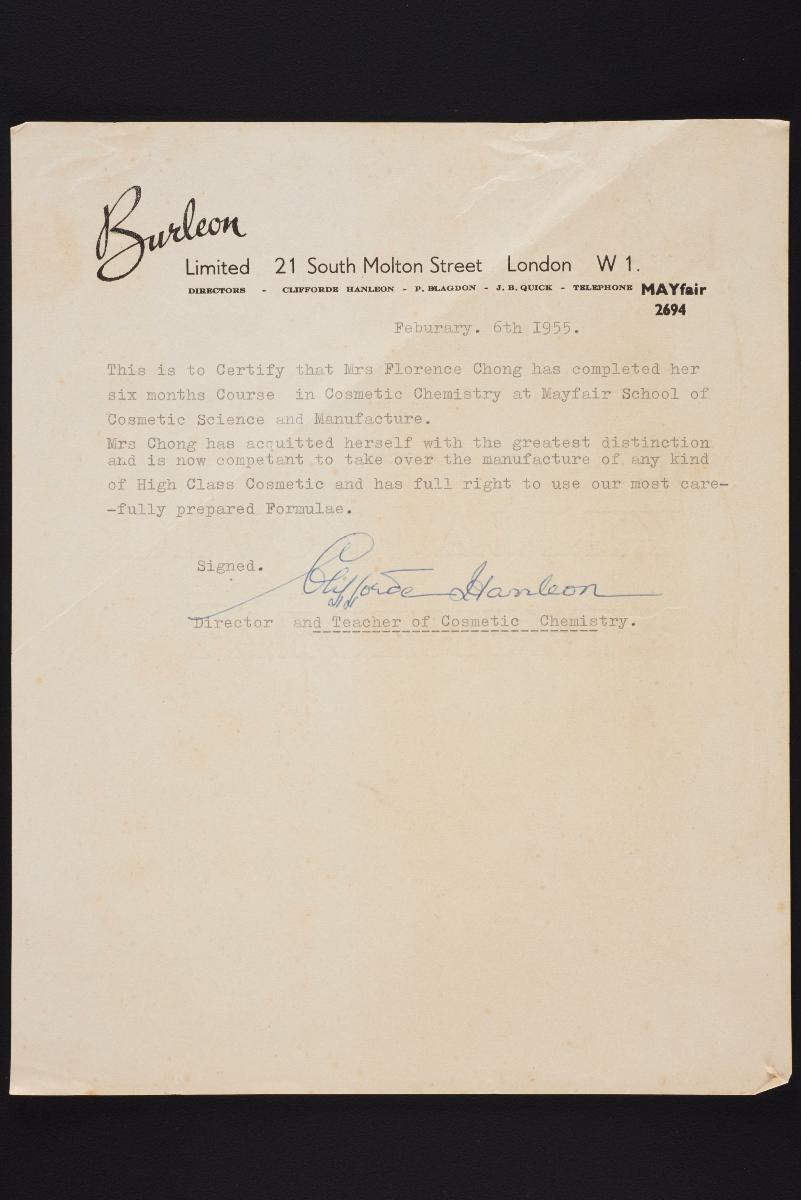 Burleon
Limited 21 South Molton Street London W 1.
DIRECTORS - CLIFFORDE HANLEON - P. BLAGDON - J. B. QUICK - TELEPHONE MAYfair
2694
Feburary. 6th I955.
This is to Certify that Mrs Florence Chong has completed her
six months Course in Cosmetic Chemistry at Mayfair School of
Cosmetic Science and Manufacture.
Mrs Chong has acquitted herself with the greatest distinction
and is now competant to take over the manufacture of any kind
of High Class Cosmetic and has full right to use our most care-
-fully prepared Formulae.
Signed. Clifforde Hanleon
Director and Teacher of Cosmetic Chemistry.